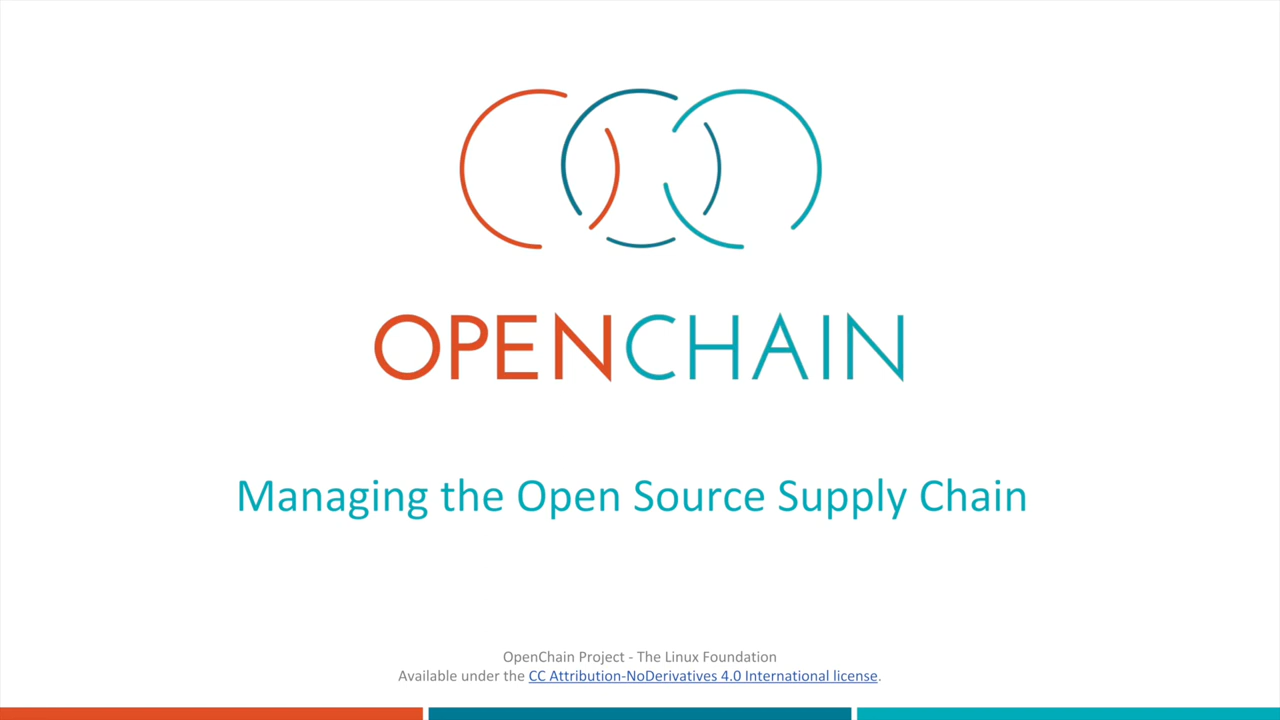 OPENCHAIN
Managing the Open Source Supply Chain
OpenChain Project - The Linux Foundation
Available under the CC Attribution-NoDerivatives 4.0 International license.